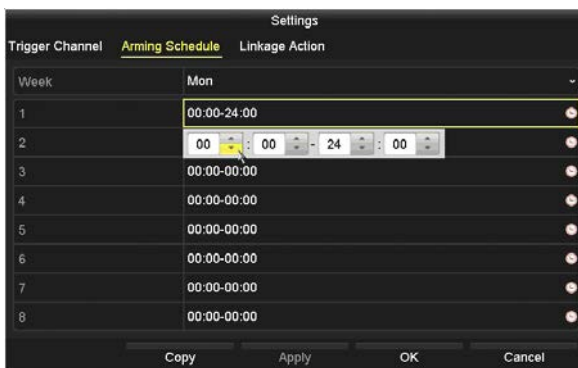 Settings
Trigger Channel Arming Schedule Linkage Action
Week Mon
1 00:00-24:00
2 00 : 00 - 24 : 00
3 00:00-00:00
4 00:00-00:00
5 00:00-00:00
6 00:00-00:00
7 00:00-00:00
8 00:00-00:00
Copy Apply OK Cancel